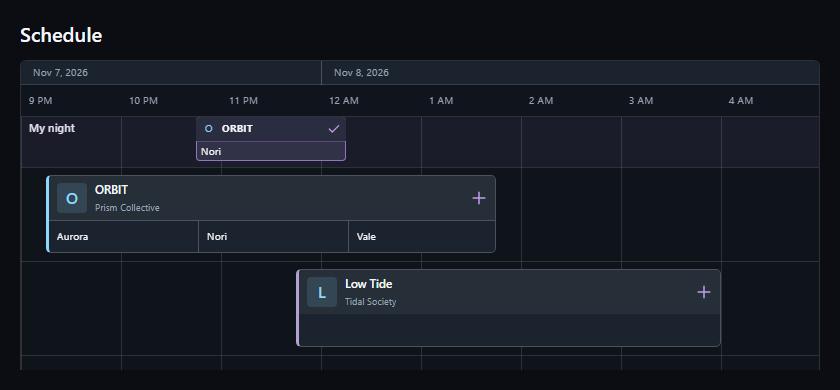 Schedule
Nov 7, 2026 Nov 8, 2026
9 PM 10 PM 11 PM 12 AM 1 AM 2 AM 3 AM 4 AM
My night
O ORBIT
Nori
O
ORBIT
Prism Collective
Aurora Nori Vale
L
Low Tide
Tidal Society